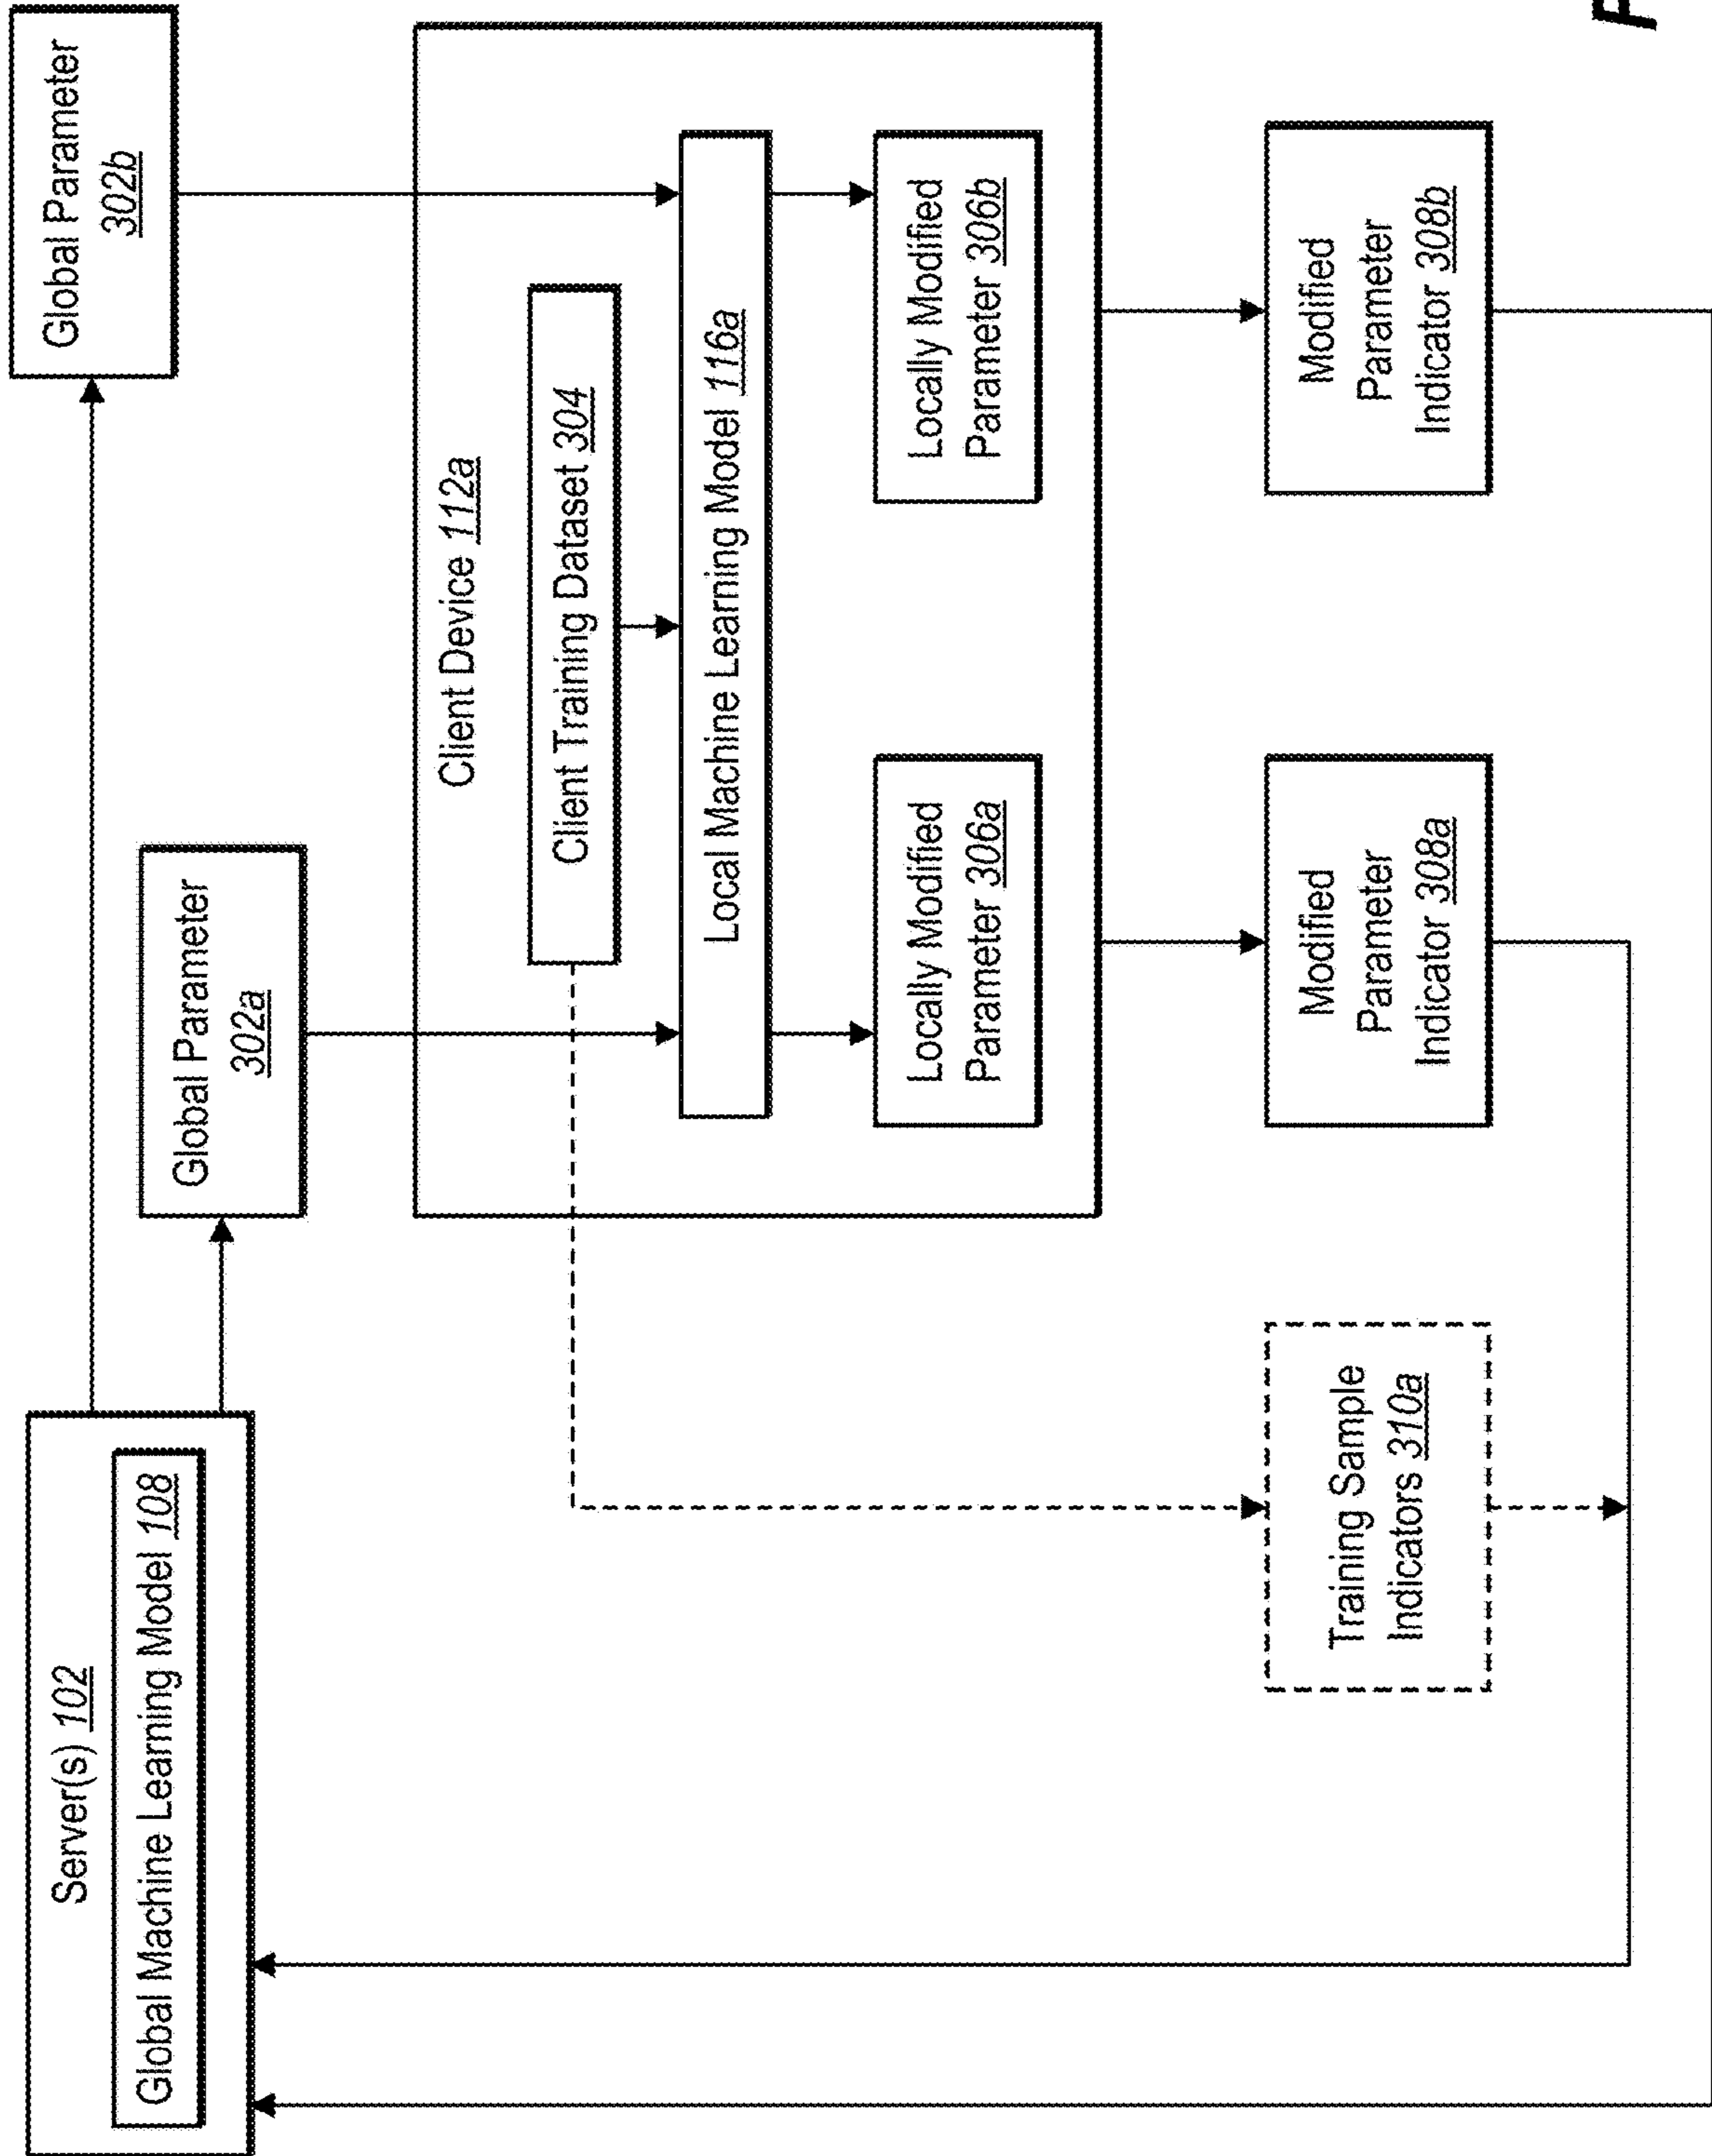 Server(s) 102
Global Machine Learning Model 108
Global Parameter
302a
Global Parameter
302b
Client Device 112a
Client Training Dataset 304
Local Machine Learning Model 116a
Locally Modified
Parameter 306a
Locally Modified
Parameter 306b
Training Sample
Indicators 310a
Modified
Parameter
Indicator 308a
Modified
Parameter
Indicator 308b